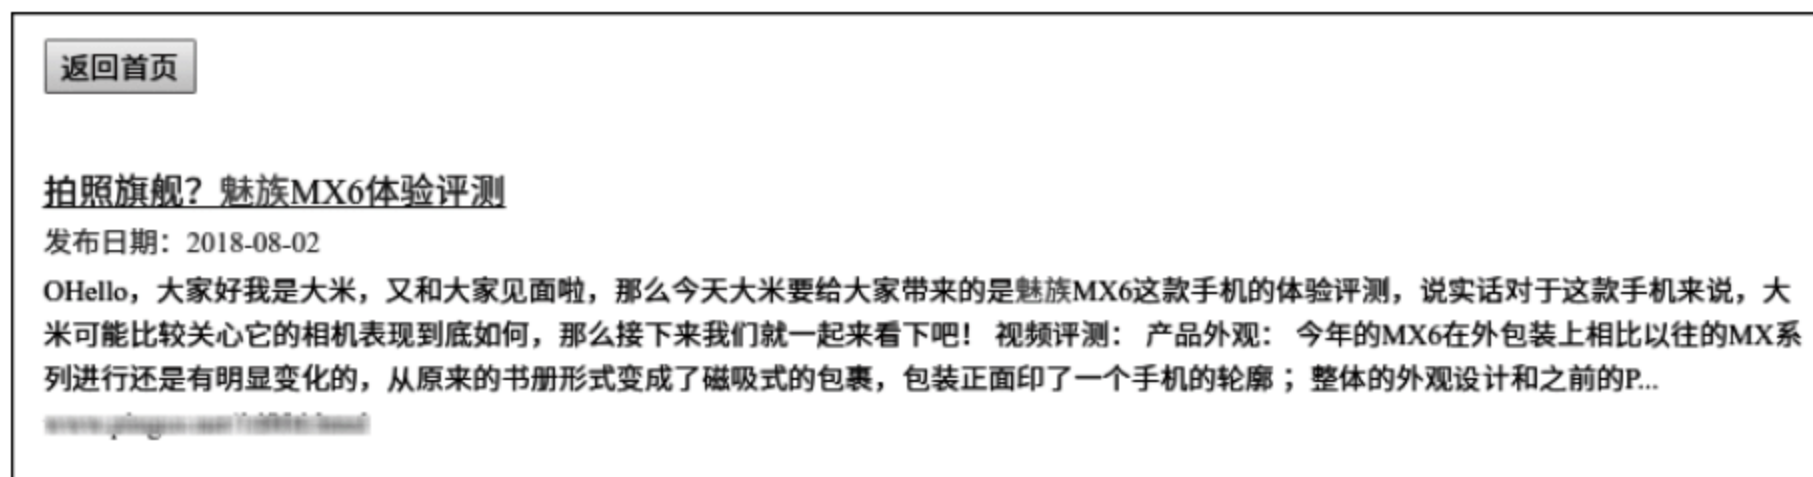 返回首页
拍照旗舰？魅族MX6体验评测
发布日期：2018-08-02
OHello，大家好我是大米，又和大家见面啦，那么今天大米要给大家带来的是魅族MX6这款手机的体验评测，说实话对于这款手机来说，大
米可能比较关心它的相机表现到底如何，那么接下来我们就一起来看下吧！ 视频评测： 产品外观： 今年的MX6在外包装上相比以往的MX系
列进行还是有明显变化的，从原来的书册形式变成了磁吸式的包裹，包装正面印了一个手机的轮廓；整体的外观设计和之前的P...